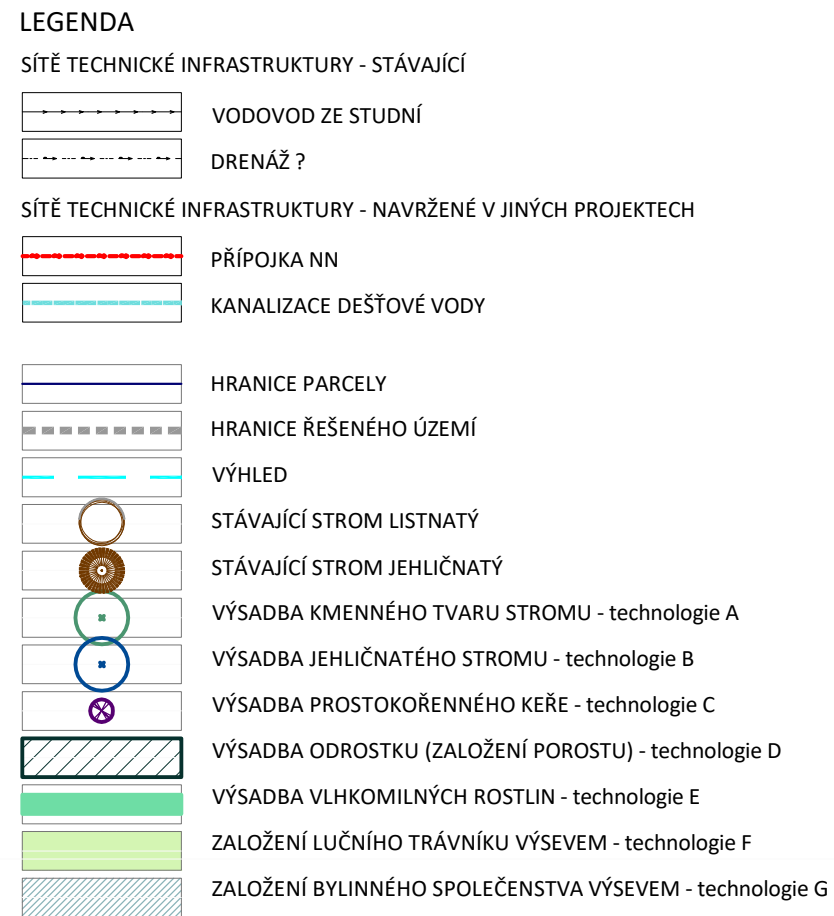 LEGENDA
SÍTĚ TECHNICKÉ INFRASTRUKTURY - STÁVAJÍCÍ
VODOVOD ZE STUDNÍ
DRENÁŽ ?
SÍTĚ TECHNICKÉ INFRASTRUKTURY - NAVRŽENÉ V JINÝCH PROJEKTECH
PŘÍPOJKA NN
KANALIZACE DEŠŤOVÉ VODY
HRANICE PARCELY
HRANICE ŘEŠENÉHO ÚZEMÍ
VÝHLED
STÁVAJÍCÍ STROM LISTNATÝ
STÁVAJÍCÍ STROM JEHLIČNATÝ
VÝSADBA KMENNÉHO TVARU STROMU - technologie A
VÝSADBA JEHLIČNATÉHO STROMU - technologie B
VÝSADBA PROSTOKOŘENNÉHO KEŘE - technologie C
VÝSADBA ODROSTKU (ZALOŽENÍ POROSTU) - technologie D
VÝSADBA VLHKOMILNÝCH ROSTLIN - technologie E
ZALOŽENÍ LUČNÍHO TRÁVNÍKU VÝSEVEM - technologie F
ZALOŽENÍ BYLINNÉHO SPOLEČENSTVA VÝSEVEM - technologie G